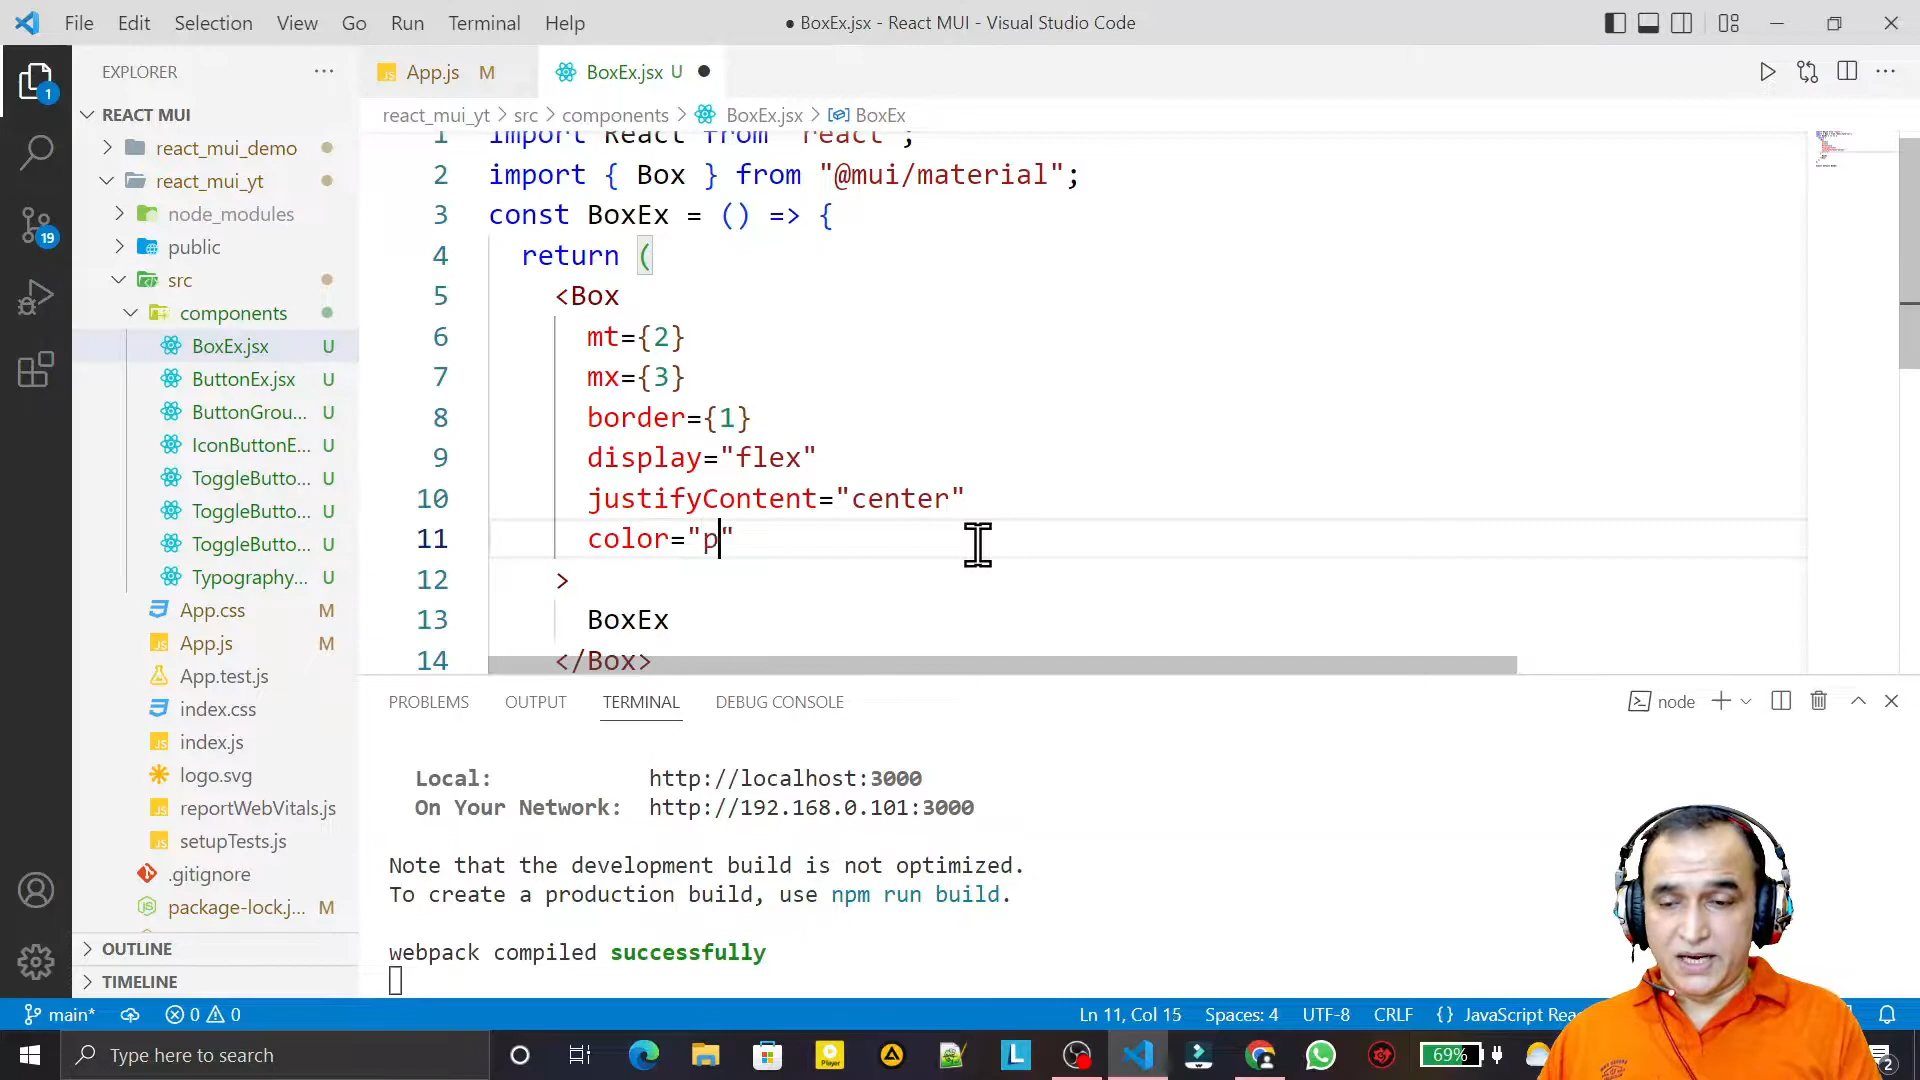 File Edit Selection View Go Run Terminal Help
● BoxEx.jsx - React MUI - Visual Studio Code
EXPLORER
App.js M
BoxEx.jsx U
react_mui_yt > src > components > BoxEx.jsx > BoxEx
REACT MUI
react_mui_demo
react_mui_yt
node_modules
public
src
components
BoxEx.jsx U
ButtonEx.jsx U
ButtonGrou... U
IconButtonE... U
ToggleButto... U
ToggleButto... U
ToggleButto... U
Typography... U
App.css M
App.js M
App.test.js
index.css
index.js
logo.svg
reportWebVitals.js
setupTests.js
.gitignore
package-lock.j... M
OUTLINE
TIMELINE
1
19
1 import React from "react";
2 import { Box } from "@mui/material";
3 const BoxEx = () => {
4 return (
5 <Box
6 mt={2}
7 mx={3}
8 border={1}
9 display="flex"
10 justifyContent="center"
11 color="p"
12 >
13 BoxEx
14 </Box>
PROBLEMS OUTPUT TERMINAL DEBUG CONSOLE
node
Local: http://localhost:3000
On Your Network: http://192.168.0.101:3000
Note that the development build is not optimized.
To create a production build, use npm run build.
webpack compiled successfully
main* 0 0
Ln 11, Col 15 Spaces: 4 UTF-8 CRLF {} JavaScript Rea
Type here to search
Player
L
69%
2